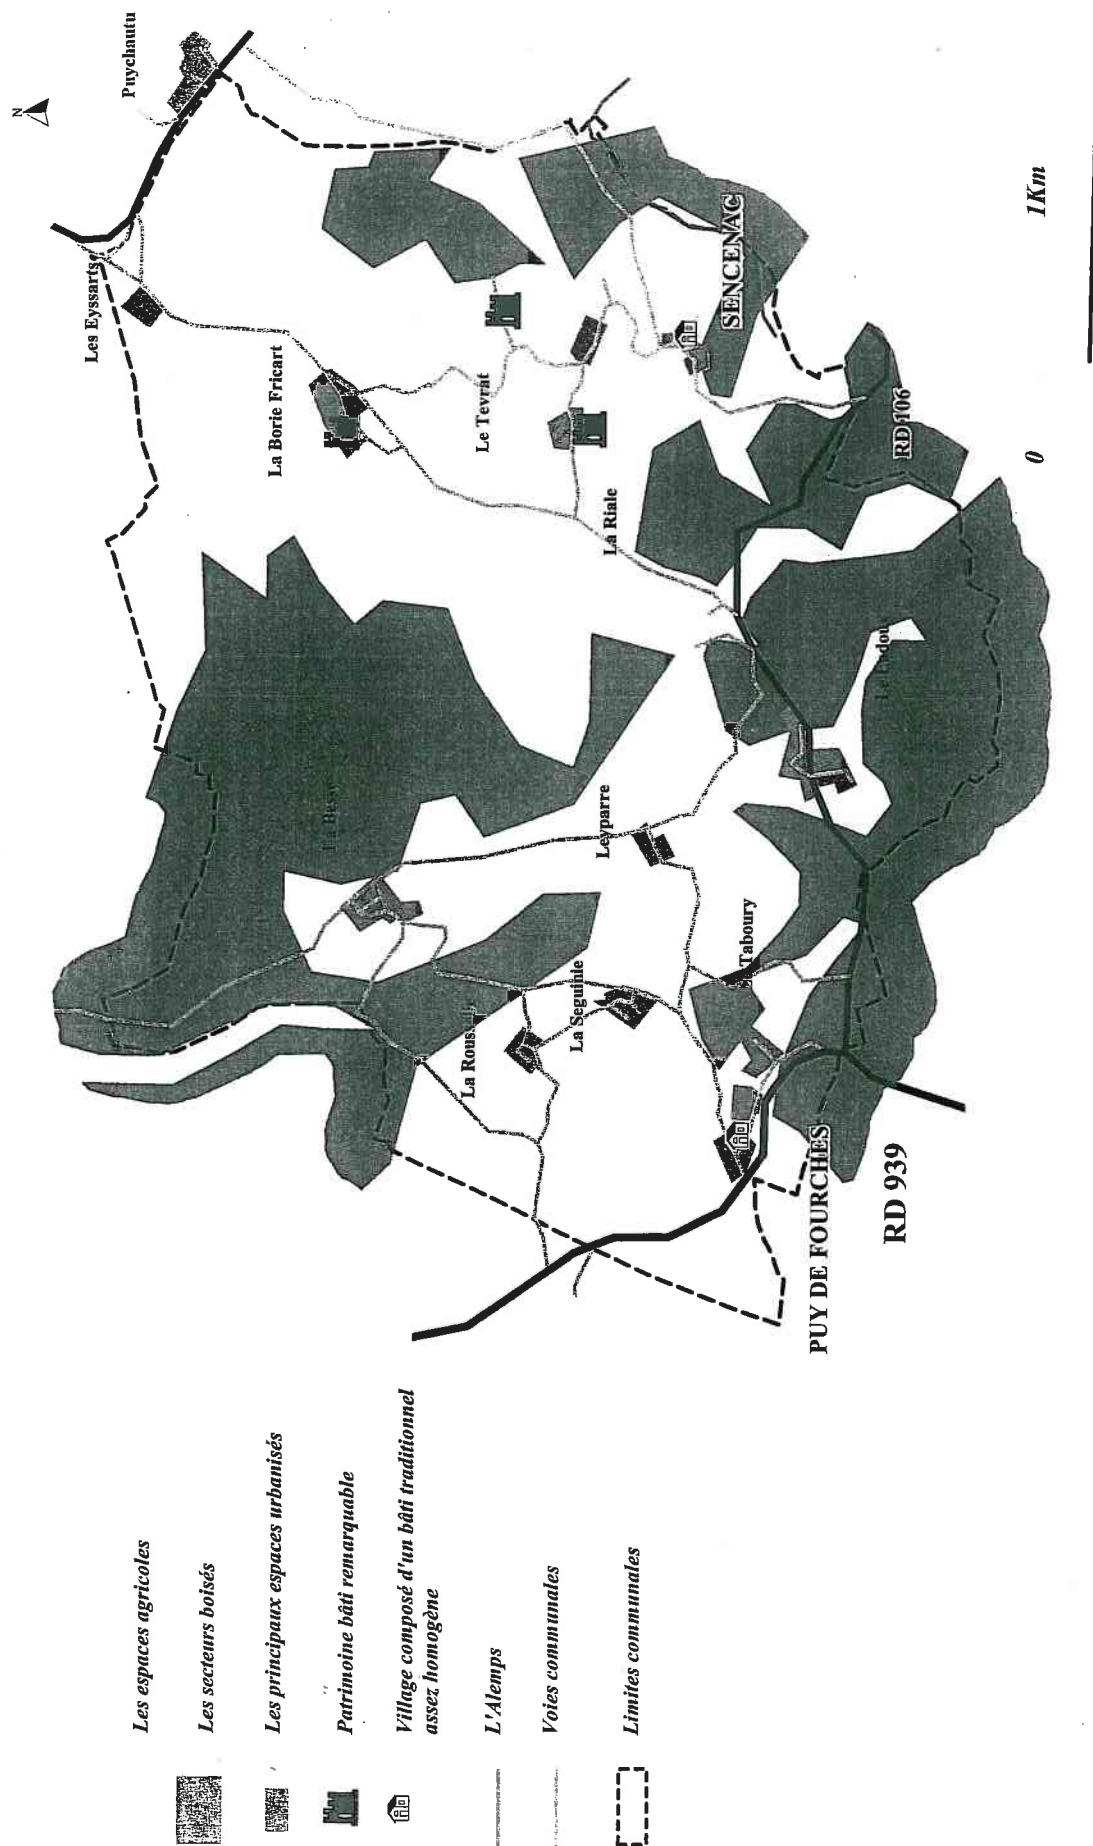 N
Puychautu
Les Eyssarts
La Borie Fricart
Le Tevrat
La Riale
SENCENAC
RD 106
Leyparre
Taboury
La Seguinie
La Rous
PUY DE FOURCHES
RD 939
0
1Km
Les espaces agricoles
Les secteurs boisés
Les principaux espaces urbanisés
Patrimoine bâti remarquable
Village composé d'un bâti traditionnel
assez homogène
L'Alemps
Voies communales
Limites communales